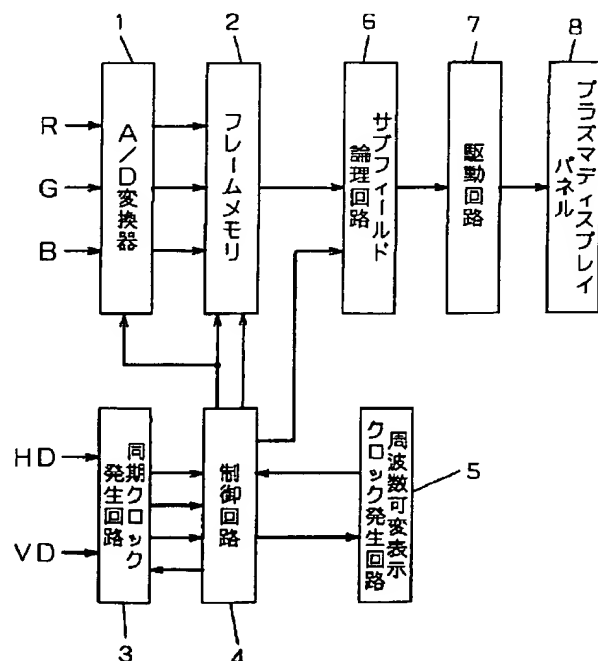 1
2
6
7
8
R
G
B
A/D変換器
フレームメモリ
サブフィールド
論理回路
駆動回路
プラズマディスプレイ
パネル
HD
VD
同期クロック
発生回路
制御回路
周波数可変表示
クロック発生回路
5
3
4